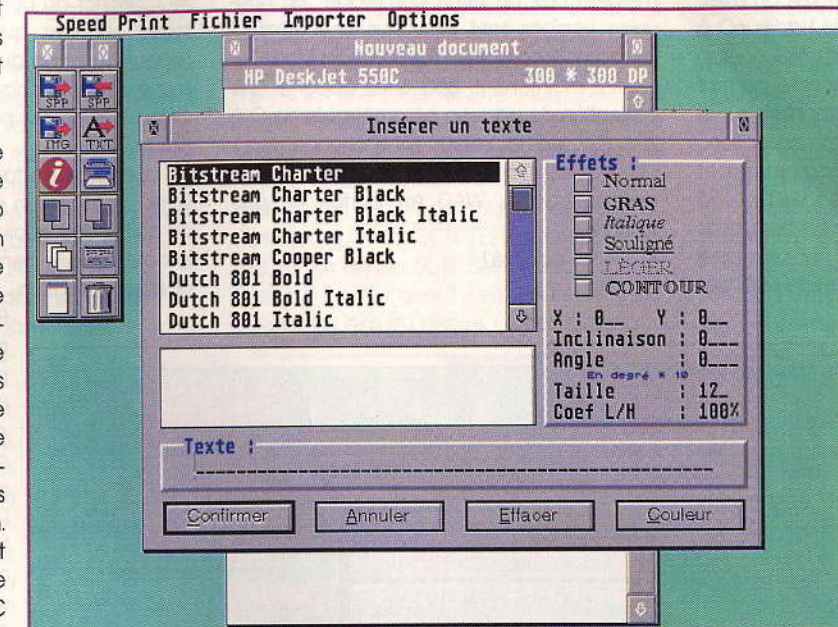 Speed Print Fichier Importer Options
Nouveau document
HP DeskJet 550C 300 * 300 DP
SPP SPP
IMG TXT
Insérer un texte
Bitstream Charter
Bitstream Charter Black
Bitstream Charter Black Italic
Bitstream Charter Italic
Bitstream Cooper Black
Dutch 801 Bold
Dutch 801 Bold Italic
Dutch 801 Italic
Effets :
Normal
GRAS
Italique
Souligné
LÉGER
CONTOUR
X : 0__ Y : 0__
Inclinaison : 0___
Angle : 0___
En degré * 10
Taille : 12_
Coef L/H : 100%
Texte :
Confirmer Annuler Effacer Couleur